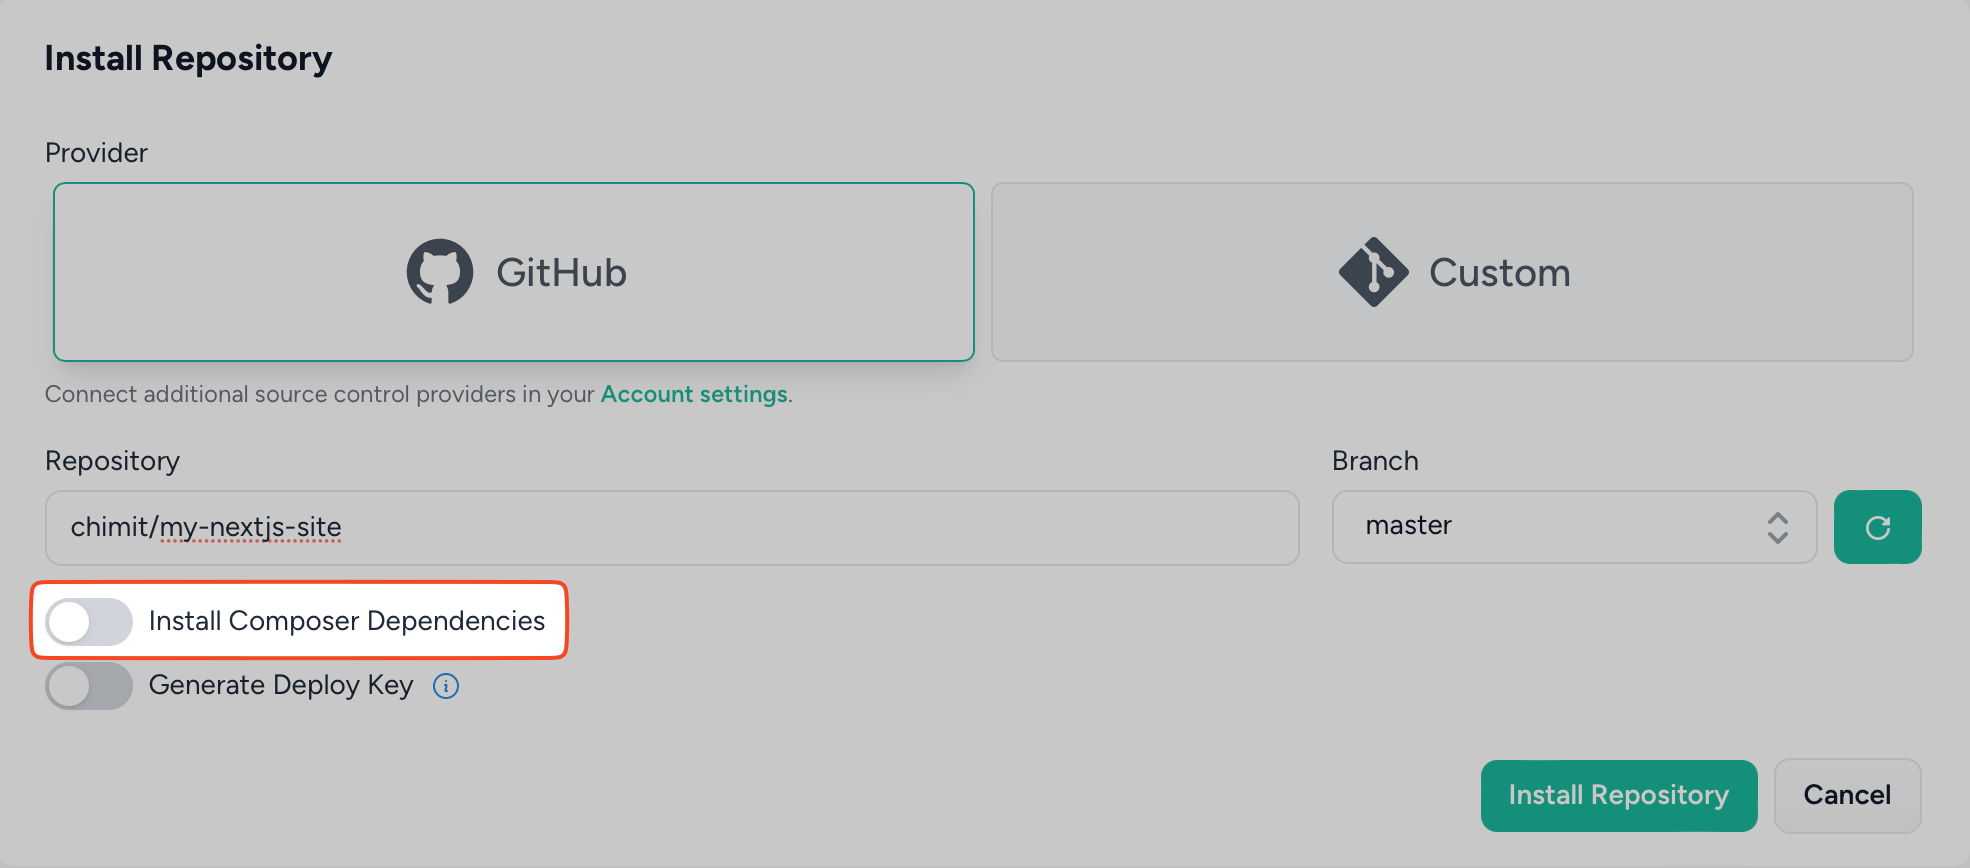 Install Repository
Provider
GitHub
Custom
Connect additional source control providers in your Account settings.
Repository
Branch
chimit/my-nextjs-site
master
Install Composer Dependencies
Generate Deploy Key
Install Repository
Cancel